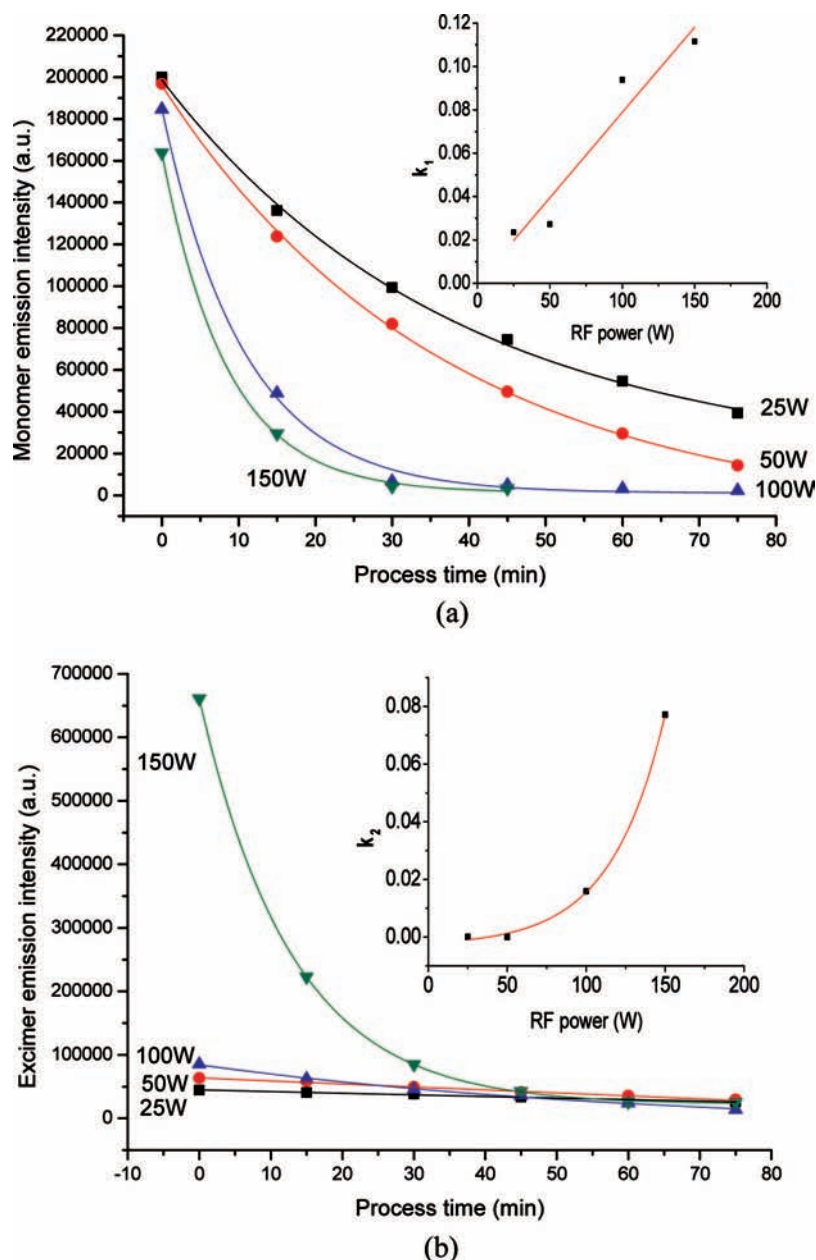 220000
200000
180000
160000
140000
120000
100000
80000
60000
40000
20000
0
Monomer emission intensity (a.u.)
0 10 20 30 40 50 60 70 80
Process time (min)
25W
50W
100W
150W
0.12
0.10
0.08
0.06
0.04
0.02
0.00
k1
0 50 100 150 200
RF power (W)
(a)
700000
600000
500000
400000
300000
200000
100000
0
Excimer emission intensity (a.u.)
-10 0 10 20 30 40 50 60 70 80
Process time (min)
150W
100W
50W
25W
0.08
0.06
0.04
0.02
0.00
k2
0 50 100 150 200
RF power (W)
(b)